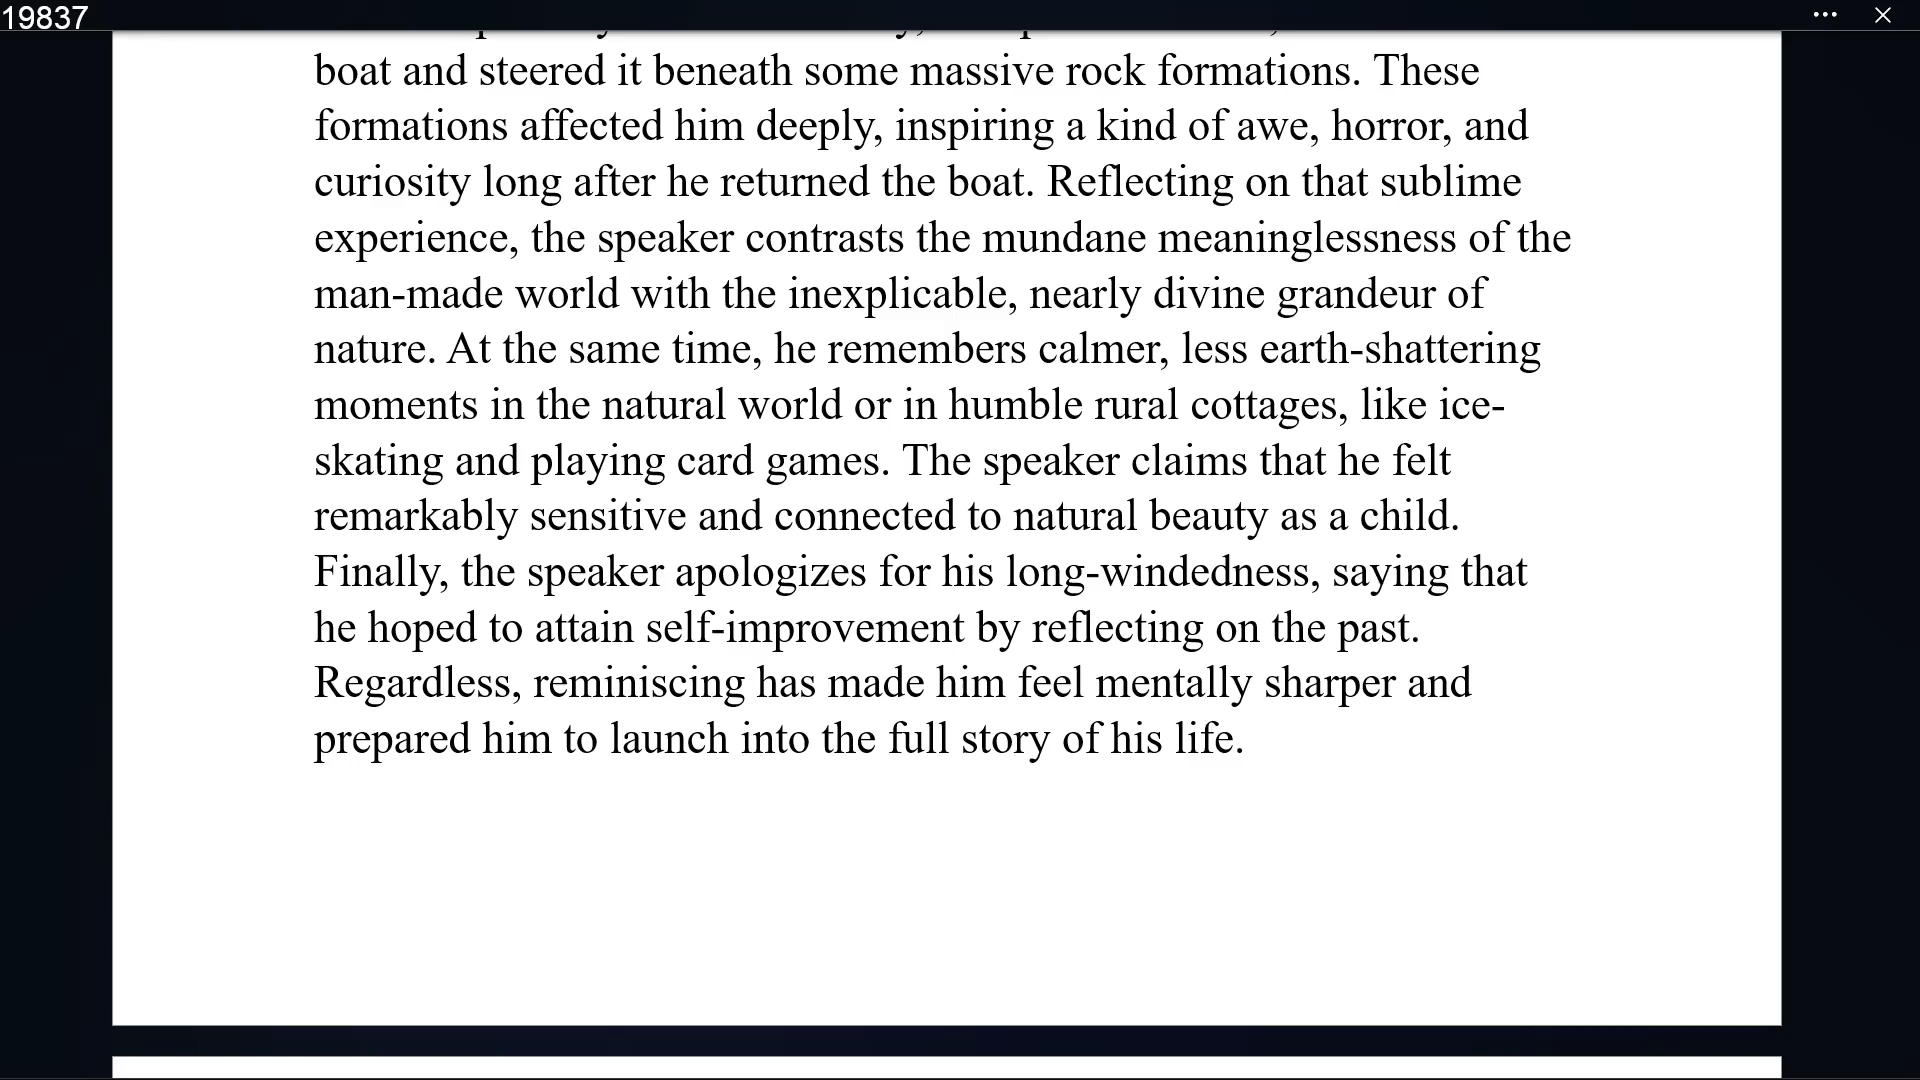 19837
boat and steered it beneath some massive rock formations. These
formations affected him deeply, inspiring a kind of awe, horror, and
curiosity long after he returned the boat. Reflecting on that sublime
experience, the speaker contrasts the mundane meaninglessness of the
man-made world with the inexplicable, nearly divine grandeur of
nature. At the same time, he remembers calmer, less earth-shattering
moments in the natural world or in humble rural cottages, like ice-
skating and playing card games. The speaker claims that he felt
remarkably sensitive and connected to natural beauty as a child.
Finally, the speaker apologizes for his long-windedness, saying that
he hoped to attain self-improvement by reflecting on the past.
Regardless, reminiscing has made him feel mentally sharper and
prepared him to launch into the full story of his life.